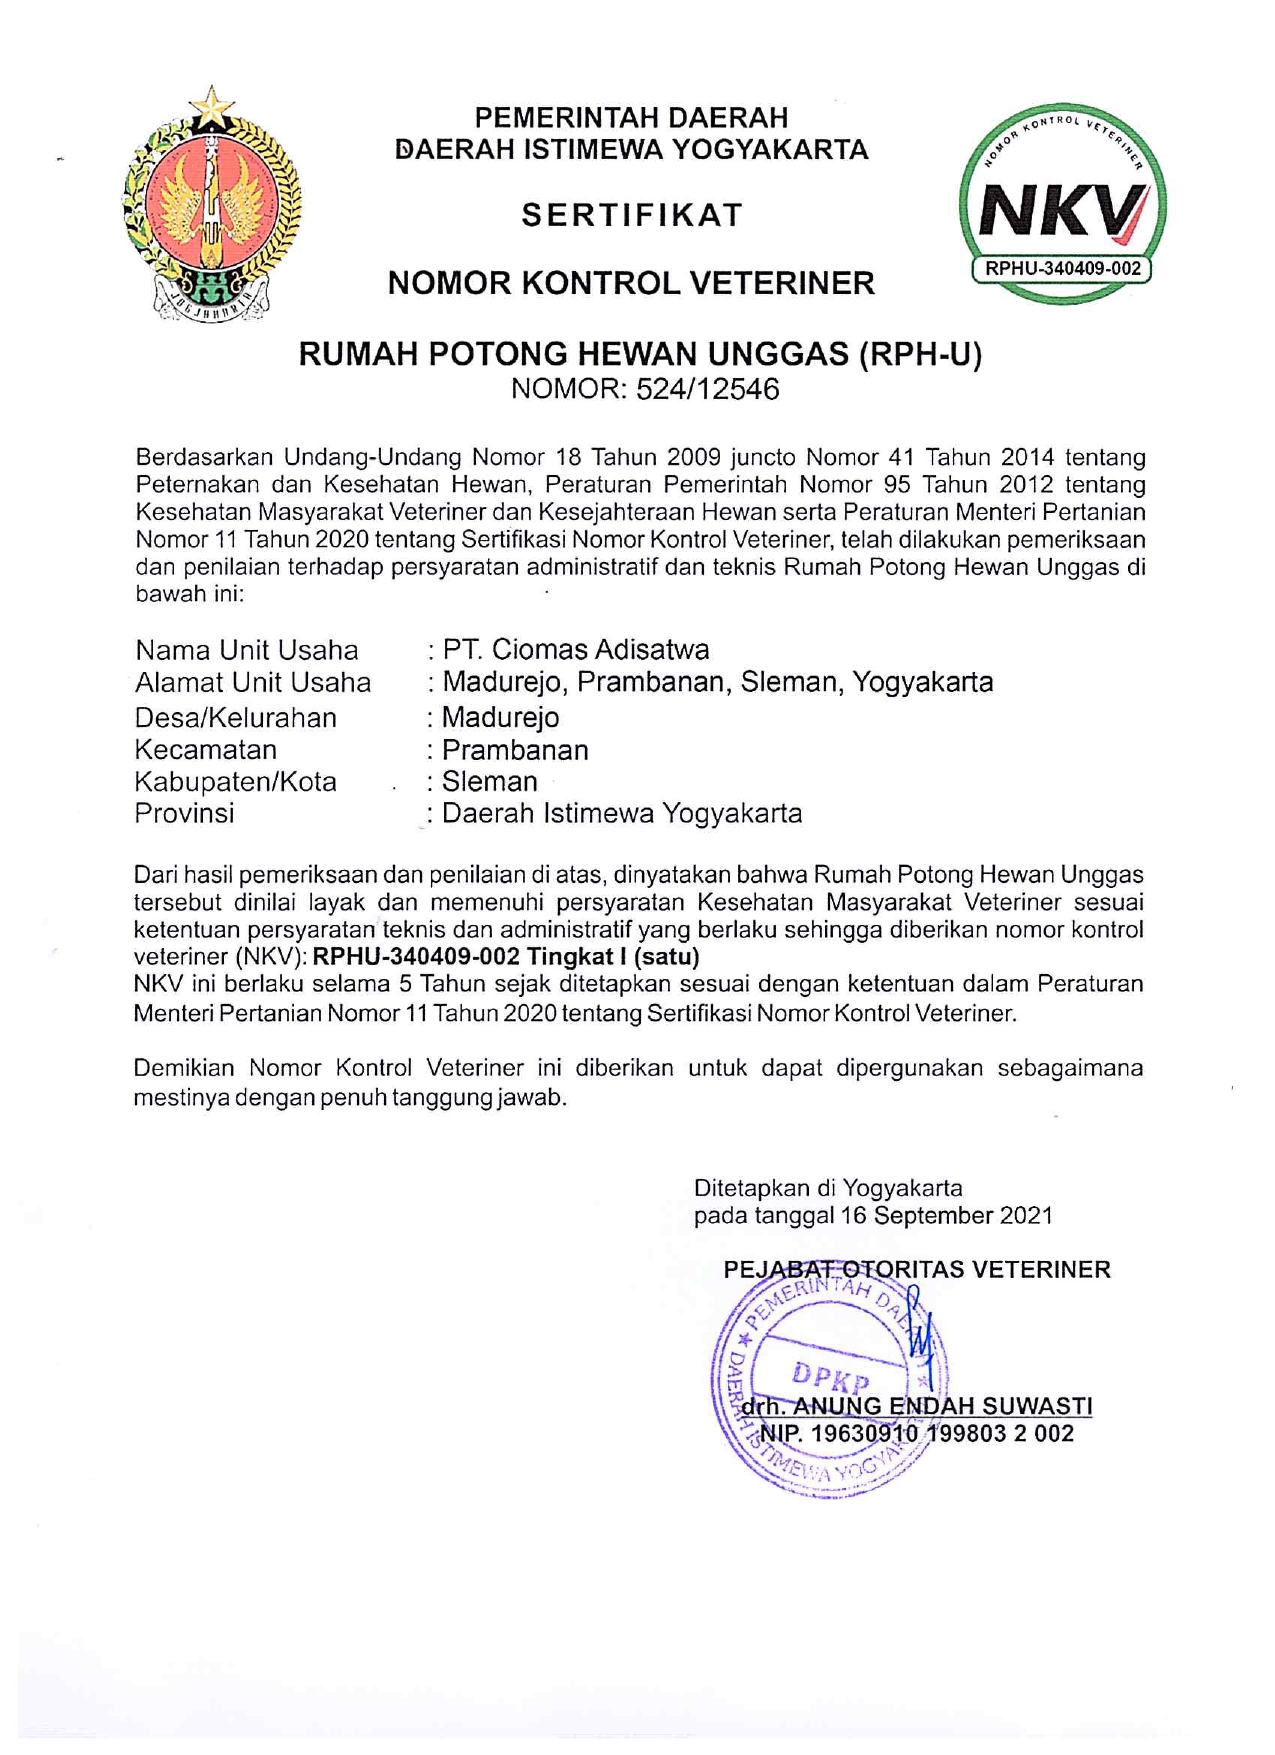 PEMERINTAH DAERAH
DAERAH ISTIMEWA YOGYAKARTA
SERTIFIKAT
NOMOR KONTROL VETERINER
JOGJAKARTA
NOMOR KONTROL VETERINER
NKV
RPHU-340409-002
RUMAH POTONG HEWAN UNGGAS (RPH-U)
NOMOR: 524/12546
Berdasarkan Undang-Undang Nomor 18 Tahun 2009 juncto Nomor 41 Tahun 2014 tentang
Peternakan dan Kesehatan Hewan, Peraturan Pemerintah Nomor 95 Tahun 2012 tentang
Kesehatan Masyarakat Veteriner dan Kesejahteraan Hewan serta Peraturan Menteri Pertanian
Nomor 11 Tahun 2020 tentang Sertifikasi Nomor Kontrol Veteriner, telah dilakukan pemeriksaan
dan penilaian terhadap persyaratan administratif dan teknis Rumah Potong Hewan Unggas di
bawah ini:
Nama Unit Usaha : PT. Ciomas Adisatwa
Alamat Unit Usaha : Madurejo, Prambanan, Sleman, Yogyakarta
Desa/Kelurahan : Madurejo
Kecamatan : Prambanan
Kabupaten/Kota : Sleman
Provinsi : Daerah Istimewa Yogyakarta
Dari hasil pemeriksaan dan penilaian di atas, dinyatakan bahwa Rumah Potong Hewan Unggas
tersebut dinilai layak dan memenuhi persyaratan Kesehatan Masyarakat Veteriner sesuai
ketentuan persyaratan teknis dan administratif yang berlaku sehingga diberikan nomor kontrol
veteriner (NKV): RPHU-340409-002 Tingkat I (satu)
NKV ini berlaku selama 5 Tahun sejak ditetapkan sesuai dengan ketentuan dalam Peraturan
Menteri Pertanian Nomor 11 Tahun 2020 tentang Sertifikasi Nomor Kontrol Veteriner.
Demikian Nomor Kontrol Veteriner ini diberikan untuk dapat dipergunakan sebagaimana
mestinya dengan penuh tanggung jawab.
Ditetapkan di Yogyakarta
pada tanggal 16 September 2021
PEJABAT OTORITAS VETERINER
PEMERINTAH DAERAH
DPKP
DAERAH ISTIMEWA YOGYAKARTA
drh. ANUNG ENDAH SUWASTI
NIP. 19630910 199803 2 002